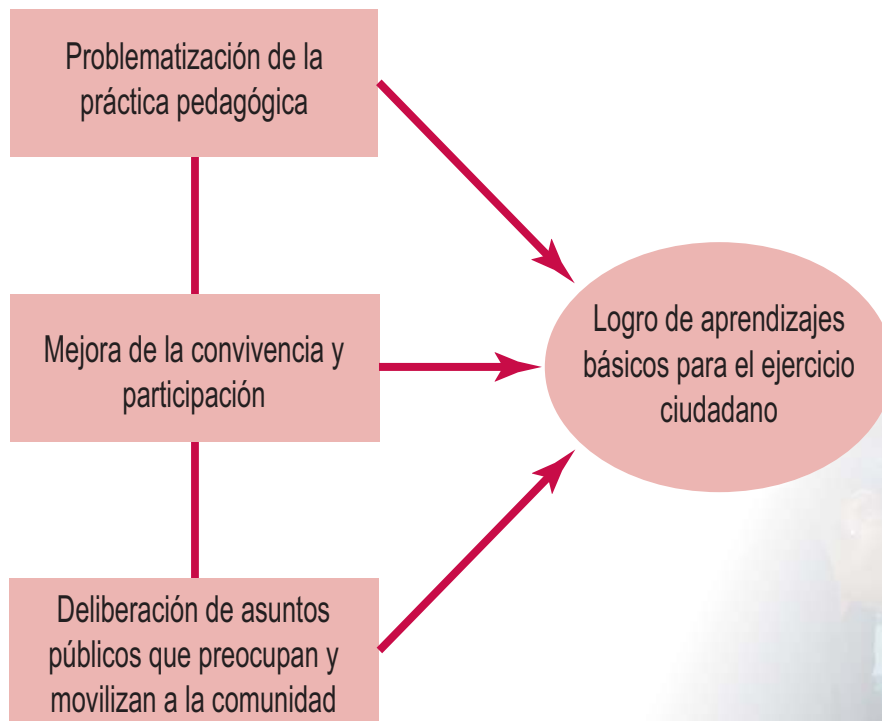 Problematización de la
práctica pedagógica
Mejora de la convivencia y
participación
Logro de aprendizajes
básicos para el ejercicio
ciudadano
Deliberación de asuntos
públicos que preocupan y
movilizan a la comunidad